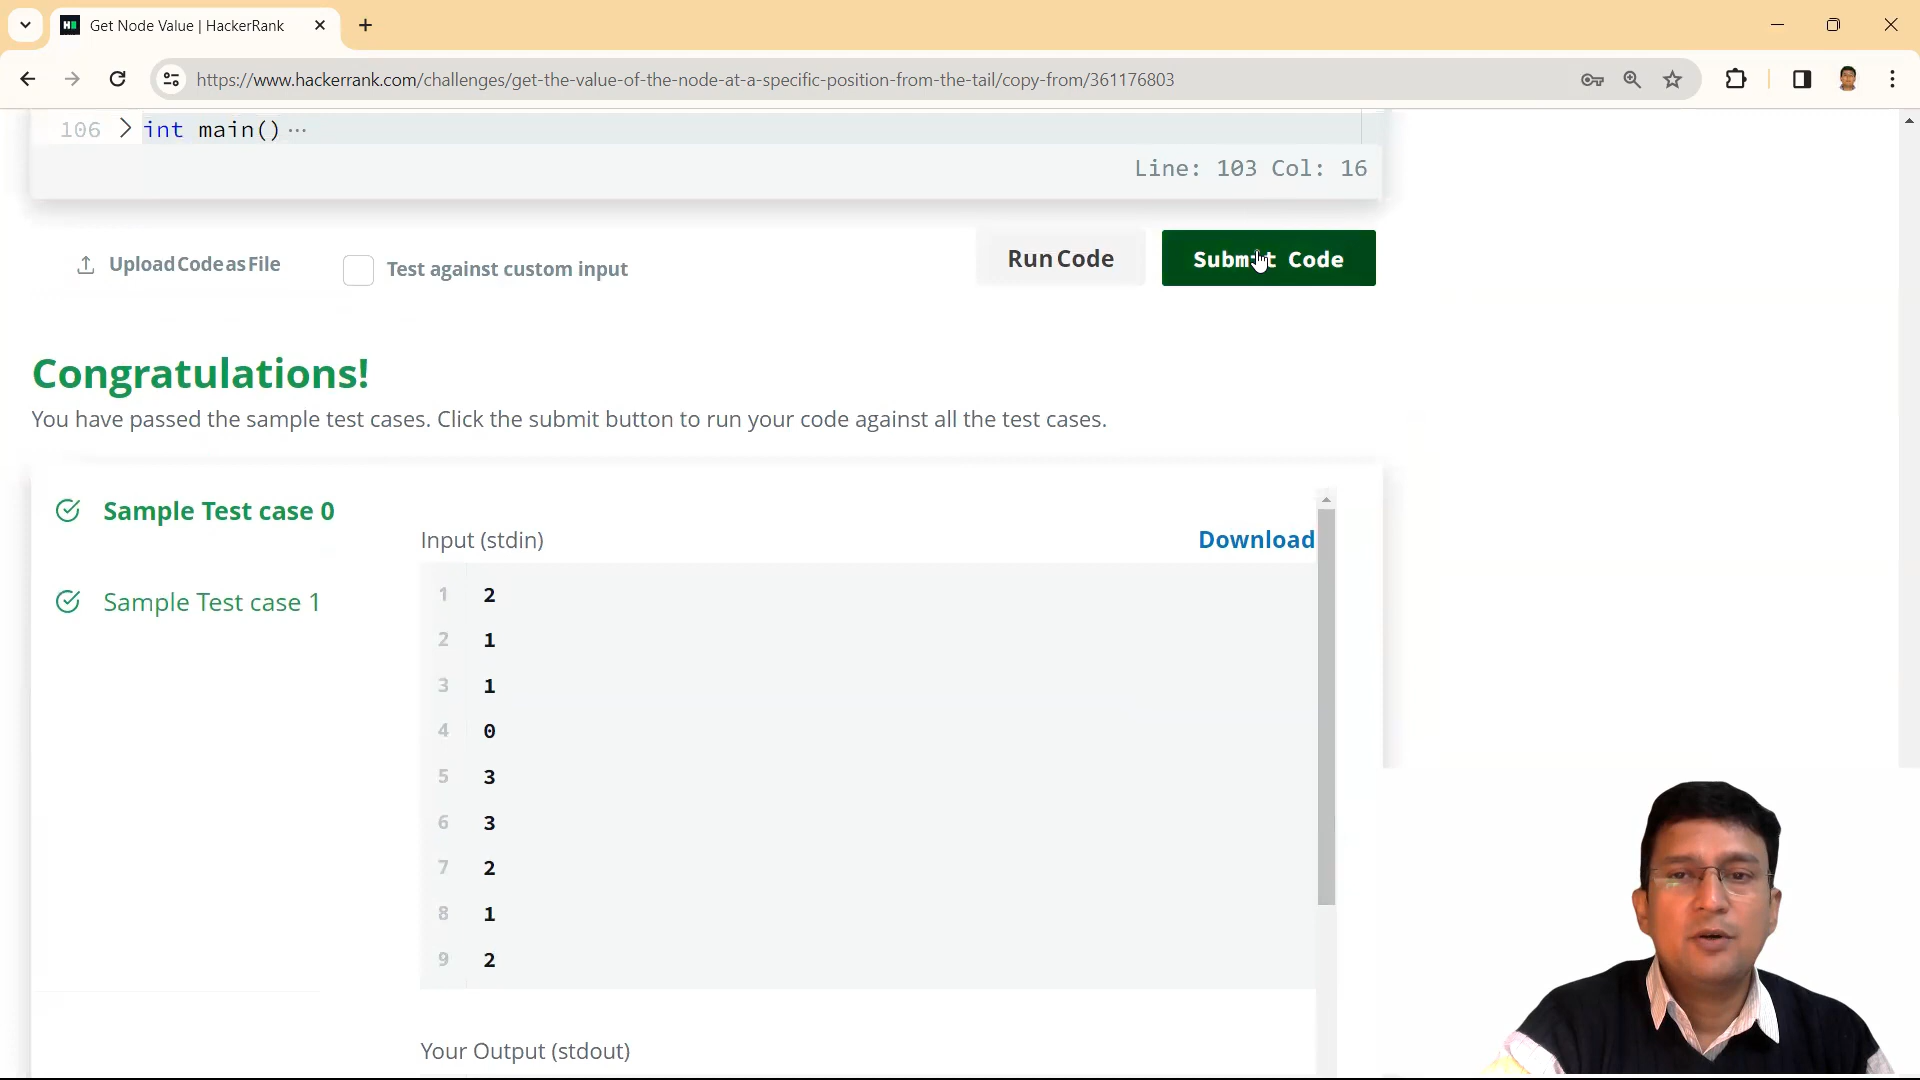 Get Node Value | HackerRank
https://www.hackerrank.com/challenges/get-the-value-of-the-node-at-a-specific-position-from-the-tail/copy-from/361176803
106 int main() ...
Line: 103 Col: 16
Upload Code as File
Test against custom input
Run Code
Submit Code
Congratulations!
You have passed the sample test cases. Click the submit button to run your code against all the test cases.
Sample Test case 0
Sample Test case 1
Input (stdin)
Download
1 2
2 1
3 1
4 0
5 3
6 3
7 2
8 1
9 2
Your Output (stdout)